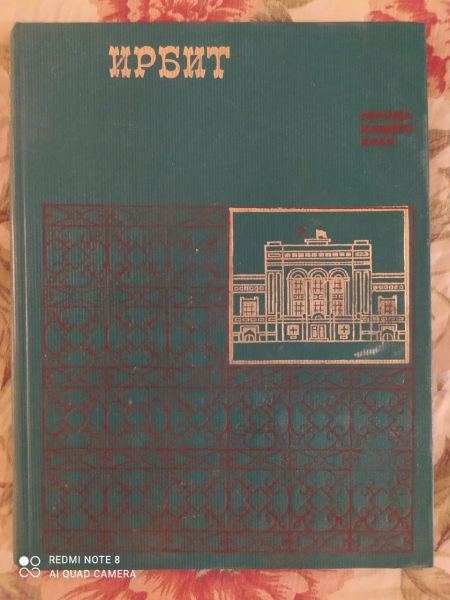 ИРБИТ
ГОРОДА
НАШЕГО
КРАЯ
REDMI NOTE 8
AI QUAD CAMERA